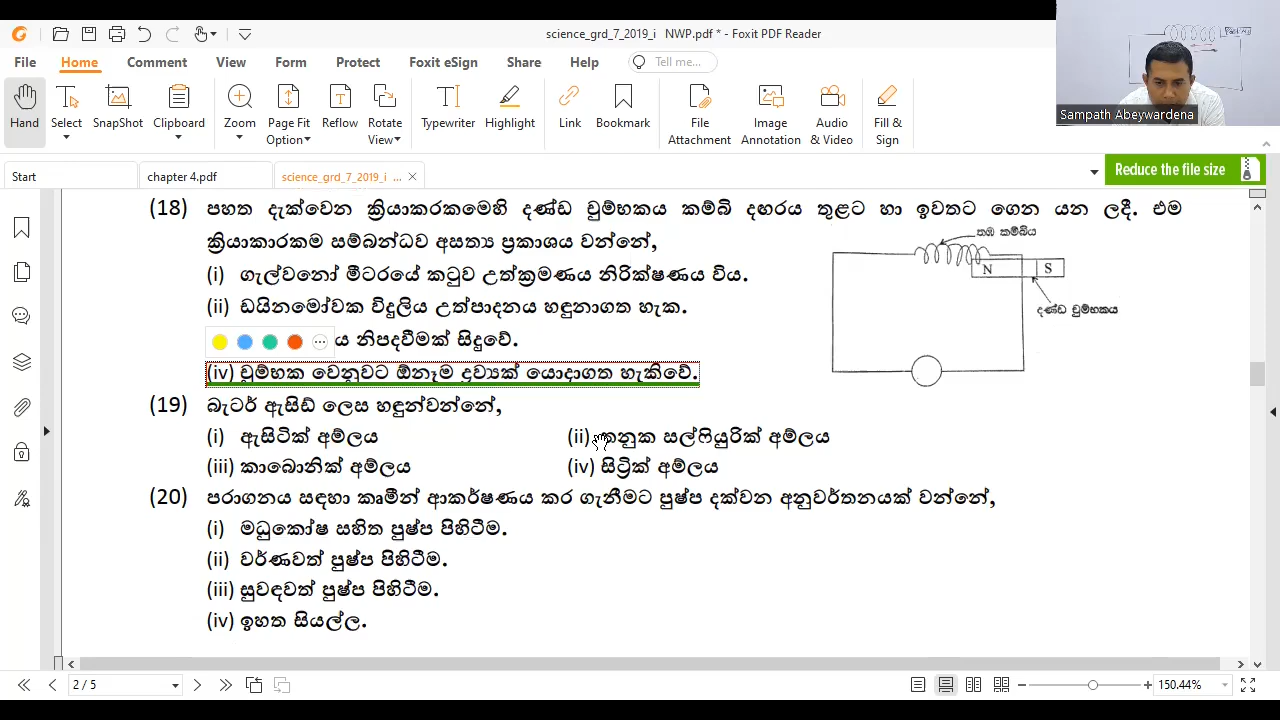 science_grd_7_2019_i NWP.pdf * - Foxit PDF Reader
File Home Comment View Form Protect Foxit eSign Share Help Tell me...
Hand Select SnapShot Clipboard Zoom Page Fit Option Reflow Rotate View Typewriter Highlight Link Bookmark File Attachment Image Annotation Audio & Video Fill & Sign
Sampath Abeywardena
Start chapter 4.pdf science_grd_7_2019_i ... Reduce the file size
(18) පහත දැක්වෙන ක්‍රියාකරකමෙහි දණ්ඩ චුම්භකය කම්බි දඟරය තුළට හා ඉවතට ගෙන යන ලදී. එම
ක්‍රියාකාරකම සම්බන්ධව අසත්‍ය ප්‍රකාශය වන්නේ,
තඹ කම්බිය
N S
දණ්ඩ චුම්භකය
(i) ගැල්වනෝ මීටරයේ කටුව උත්ක්‍රමණය නිරික්ෂණය විය.
(ii) ඩයිනමෝවක විදුලිය උත්පාදනය හඳුනාගත හැක.
ය නිපදවීමක් සිදුවේ.
(iv) චුම්භක වෙනුවට ඕනෑම ද්‍රව්‍යක් යොදාගත හැකිවේ.
(19) බැටර් ඇසිඩ් ලෙස හඳුන්වන්නේ,
(i) ඇසිටික් අම්ලය (ii) තනුක සල්ෆියුරික් අම්ලය
(iii) කාබොනික් අම්ලය (iv) සිට්‍රික් අම්ලය
(20) පරාගනය සඳහා කෘමීන් ආකර්ෂණය කර ගැනීමට පුෂ්ප දක්වන අනුවර්තනයක් වන්නේ,
(i) මධුකෝෂ සහිත පුෂ්ප පිහිටීම.
(ii) වර්ණවත් පුෂ්ප පිහිටීම.
(iii) සුවඳවත් පුෂ්ප පිහිටීම.
(iv) ඉහත සියල්ල.
2 / 5 150.44%